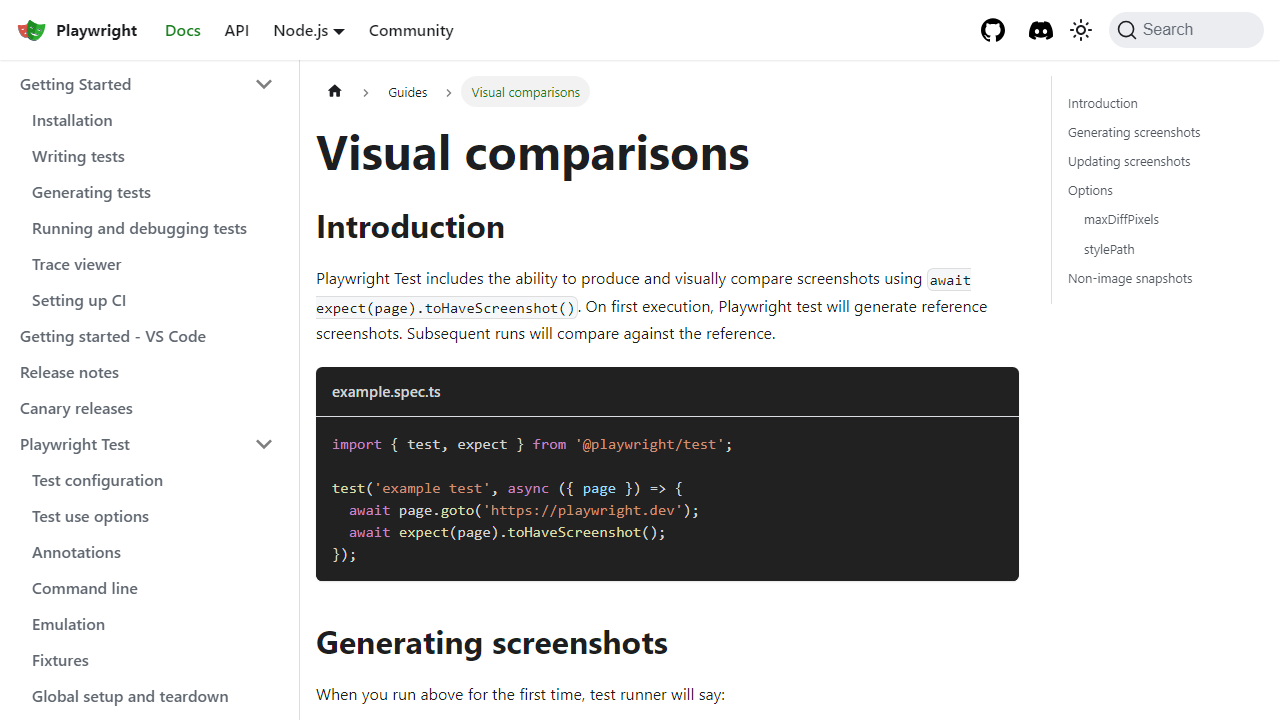 Playwright
Docs
API
Node.js
Community
Search
Getting Started
Installation
Writing tests
Generating tests
Running and debugging tests
Trace viewer
Setting up CI
Getting started - VS Code
Release notes
Canary releases
Playwright Test
Test configuration
Test use options
Annotations
Command line
Emulation
Fixtures
Global setup and teardown
Guides
Visual comparisons
Visual comparisons
Introduction
Playwright Test includes the ability to produce and visually compare screenshots using await
expect(page).toHaveScreenshot(). On first execution, Playwright test will generate reference
screenshots. Subsequent runs will compare against the reference.
example.spec.ts
import { test, expect } from '@playwright/test';
test('example test', async ({ page }) => {
  await page.goto('https://playwright.dev');
  await expect(page).toHaveScreenshot();
});
Generating screenshots
When you run above for the first time, test runner will say:
Introduction
Generating screenshots
Updating screenshots
Options
maxDiffPixels
stylePath
Non-image snapshots